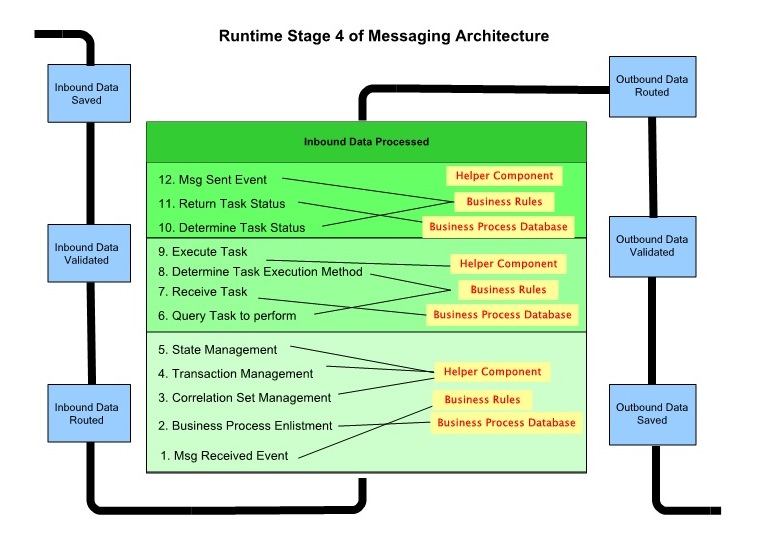 Runtime Stage 4 of Messaging Architecture
Inbound Data
Saved
Inbound Data
Validated
Inbound Data
Routed
Inbound Data Processed
12. Msg Sent Event
Helper Component
11. Return Task Status
Business Rules
10. Determine Task Status
Business Process Database
9. Execute Task
Helper Component
8. Determine Task Execution Method
7. Receive Task
Business Rules
6. Query Task to perform
Business Process Database
5. State Management
4. Transaction Management
Helper Component
3. Correlation Set Management
Business Rules
2. Business Process Enlistment
Business Process Database
1. Msg Received Event
Outbound Data
Routed
Outbound Data
Validated
Outbound Data
Saved